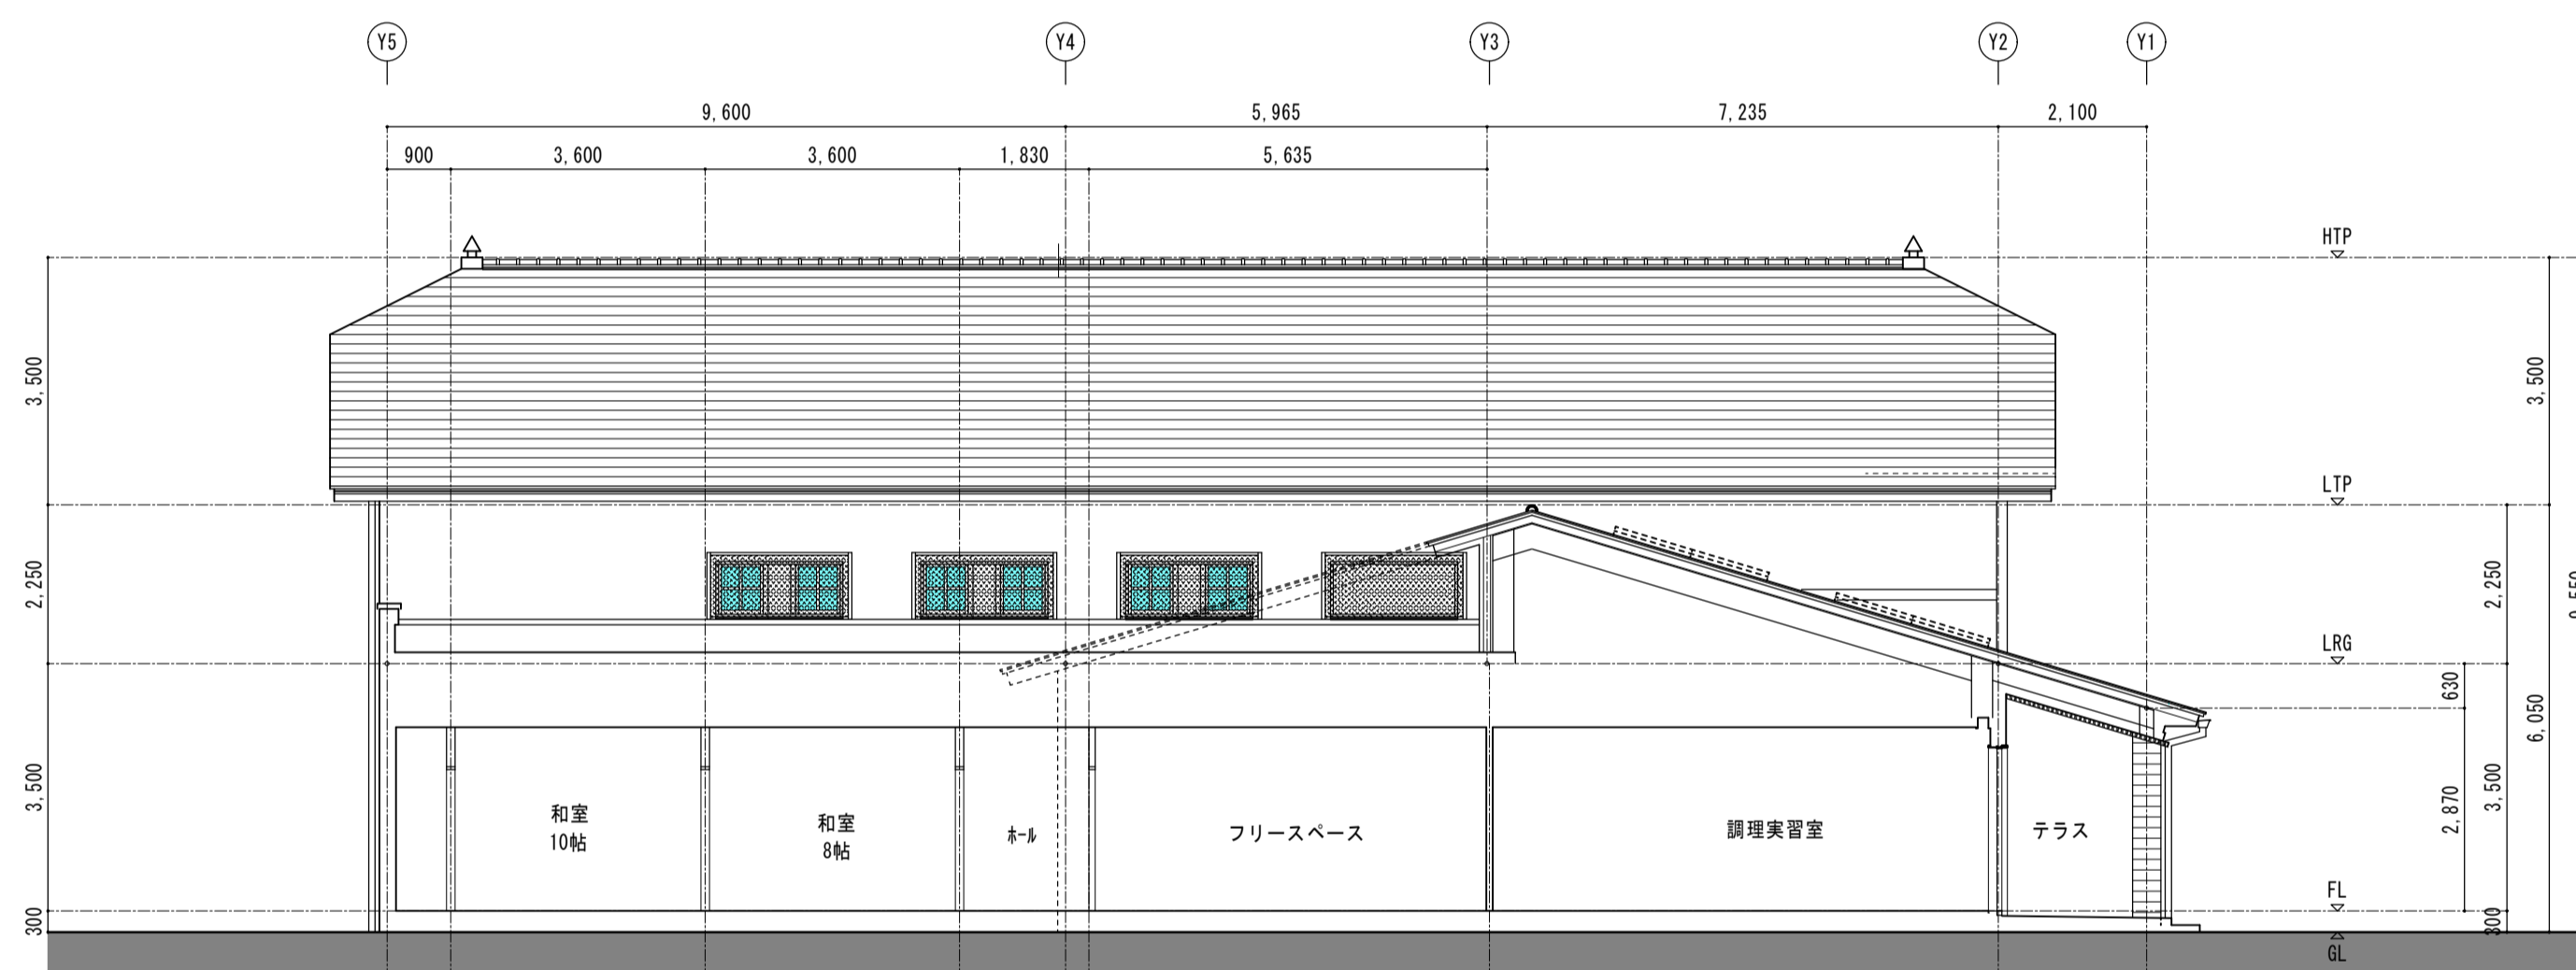 Y5 Y4 Y3 Y2 Y1
9,600 5,965 7,235 2,100
900 3,600 3,600 1,830 5,635
HTP
3,500 3,500
LTP
2,250 2,250
LRG
630
6,050
3,500 3,500
2,870
和室
10帖
和室
8帖
ﾎｰﾙ
フリースペース
調理実習室
テラス
FL
300 300
GL